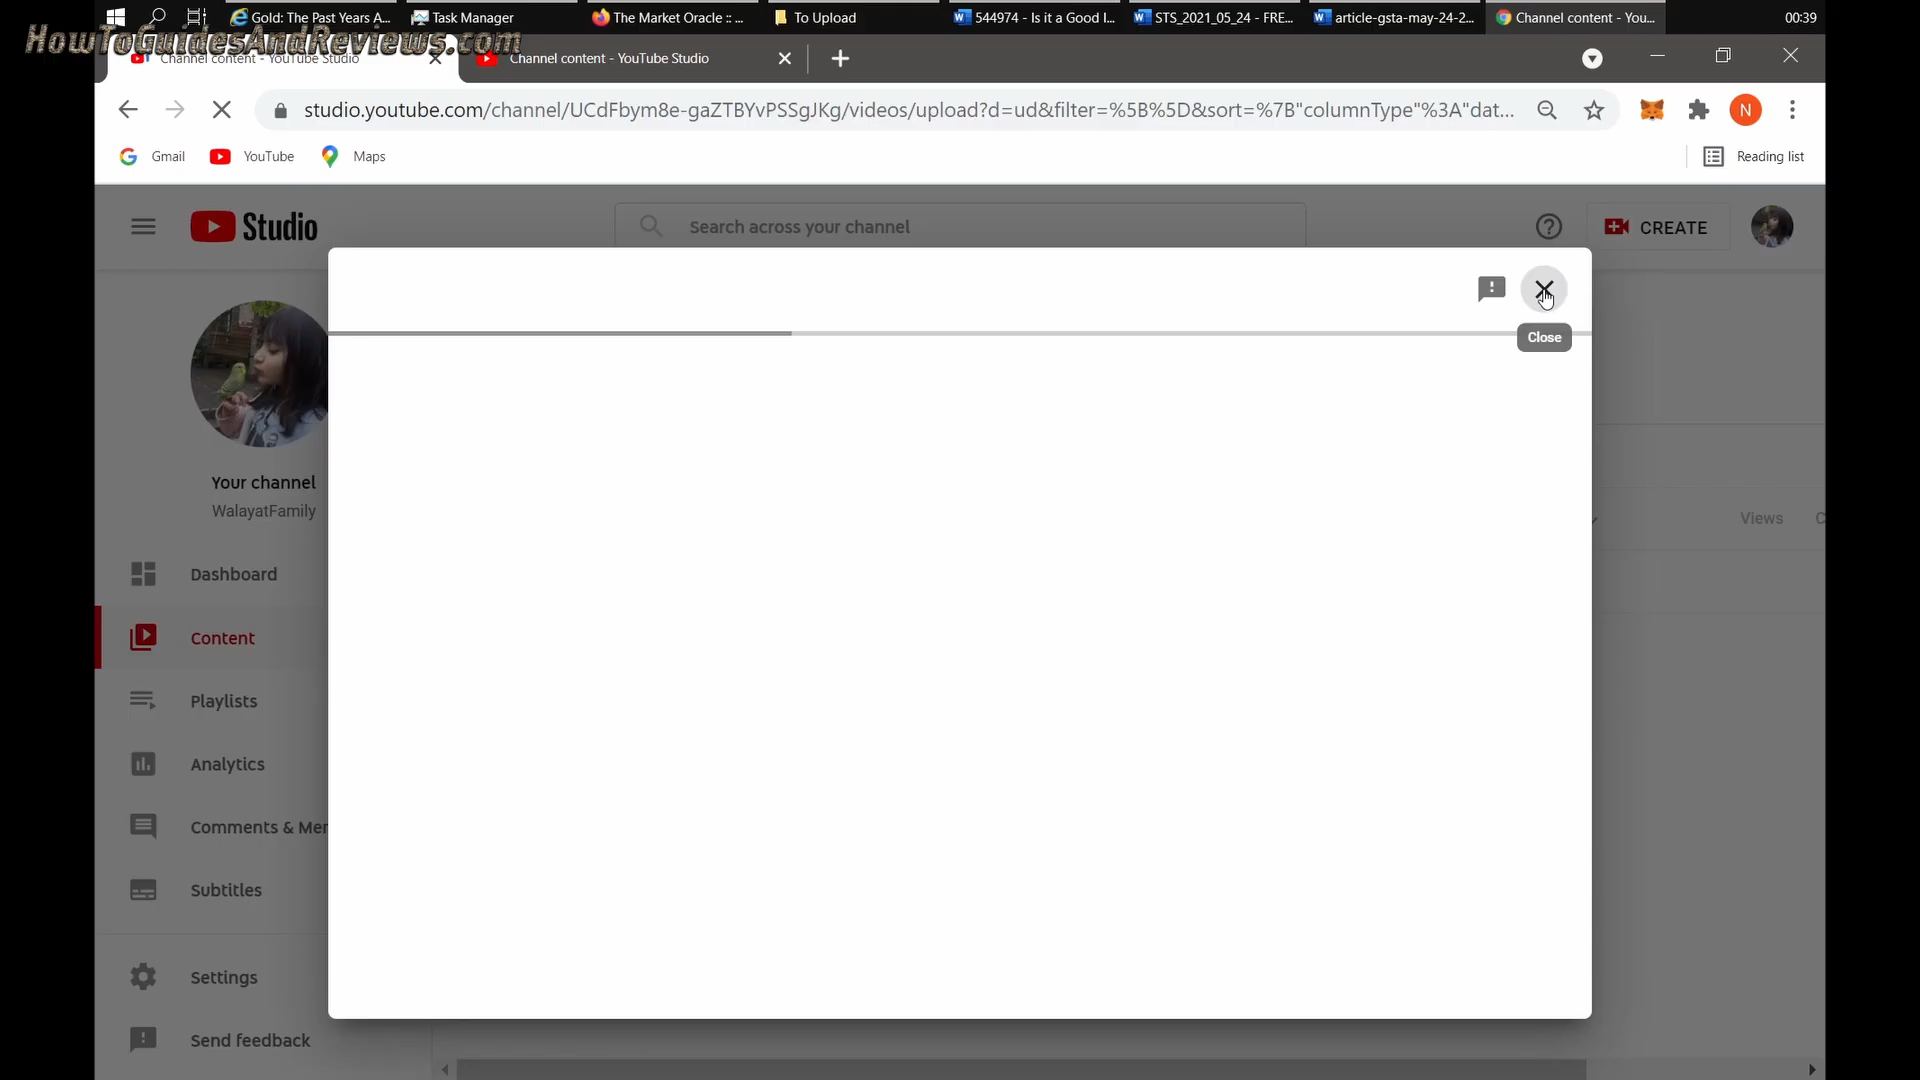 Gold: The Past Years A...
Task Manager
The Market Oracle :: ...
To Upload
544974 - Is it a Good I...
STS_2021_05_24 - FRE...
article-gsta-may-24-2...
Channel content - You...
00:39
HowToGuidesAndReviews.com
Channel content - YouTube Studio
Channel content - YouTube Studio
studio.youtube.com/channel/UCdFbym8e-gaZTBYvPSSgJKg/videos/upload?d=ud&filter=%5B%5D&sort=%7B"columnType"%3A"dat...
N
Gmail
YouTube
Maps
Reading list
Studio
Search across your channel
CREATE
Close
Your channel
WalayatFamily
Views
C
Dashboard
Content
Playlists
Analytics
Comments & Mer
Subtitles
Settings
Send feedback